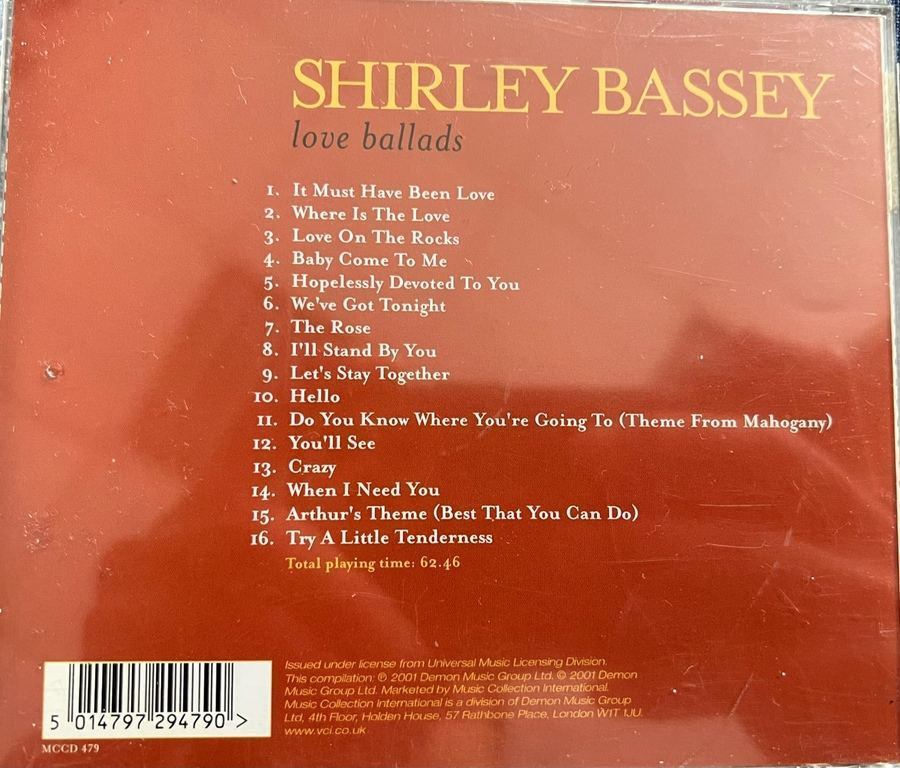 SHIRLEY BASSEY
love ballads
1. It Must Have Been Love
2. Where Is The Love
3. Love On The Rocks
4. Baby Come To Me
5. Hopelessly Devoted To You
6. We've Got Tonight
7. The Rose
8. I'll Stand By You
9. Let's Stay Together
10. Hello
11. Do You Know Where You're Going To (Theme From Mahogany)
12. You'll See
13. Crazy
14. When I Need You
15. Arthur's Theme (Best That You Can Do)
16. Try A Little Tenderness
Total playing time: 62.46
Issued under license from Universal Music Licensing Division.
This compilation: ℗ 2001 Demon Music Group Ltd. © 2001 Demon
Music Group Ltd. Marketed by Music Collection International.
Music Collection International is a division of Demon Music Group
Ltd, 4th Floor, Holden House, 57 Rathbone Place, London W1T 1JU.
www.vci.co.uk
5 014797 294790 >
MCCD 479